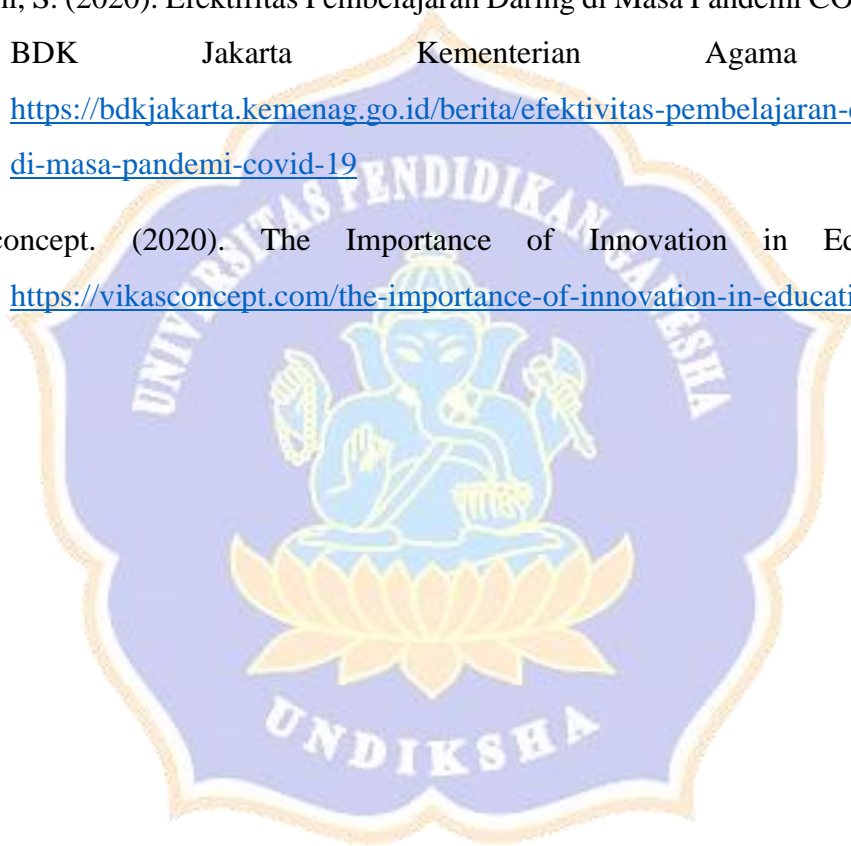 S. (2020). Efektifitas Pembelajaran Daring di Masa Pandemi CO
BDK Jakarta Kementerian Agama
https://bdkjakarta.kemenag.go.id/berita/efektivitas-pembelajaran-
di-masa-pandemi-covid-19
concept. (2020). The Importance of Innovation in Ed
https://vikasconcept.com/the-importance-of-innovation-in-educati
UNIVERSITAS PENDIDIKAN GANESHA
UNDIKSHA